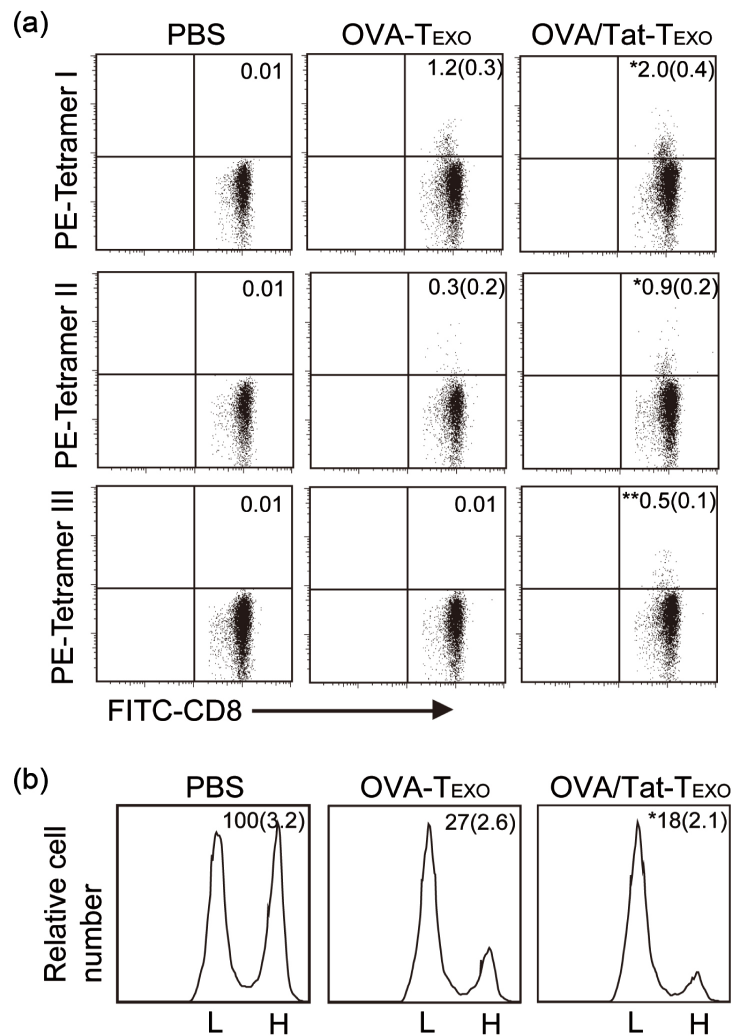 (a)
PBS OVA-TEXO OVA/Tat-TEXO
PE-Tetramer I
0.01 1.2(0.3) *2.0(0.4)
PE-Tetramer II
0.01 0.3(0.2) *0.9(0.2)
PE-Tetramer III
0.01 0.01 **0.5(0.1)
FITC-CD8
(b)
PBS OVA-TEXO OVA/Tat-TEXO
Relative cell
number
100(3.2) 27(2.6) *18(2.1)
L H L H L H